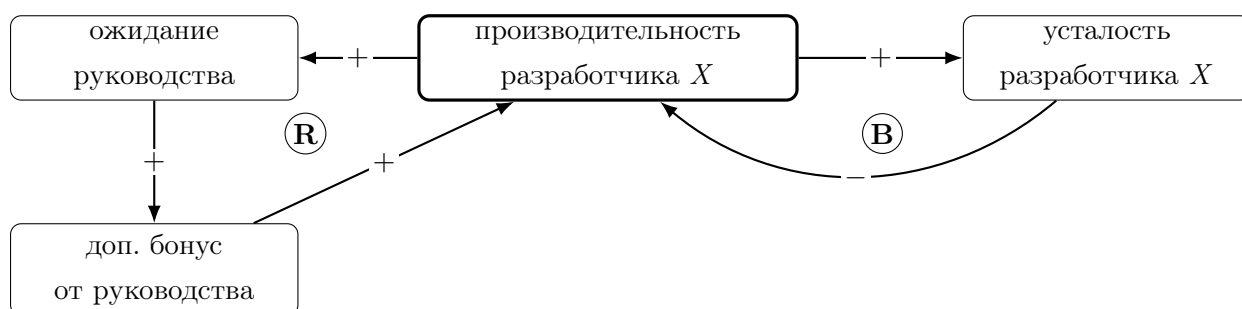 ожидание
руководства
+
производительность
разработчика X
+
усталость
разработчика X
R
B
+
+
−
доп. бонус
от руководства